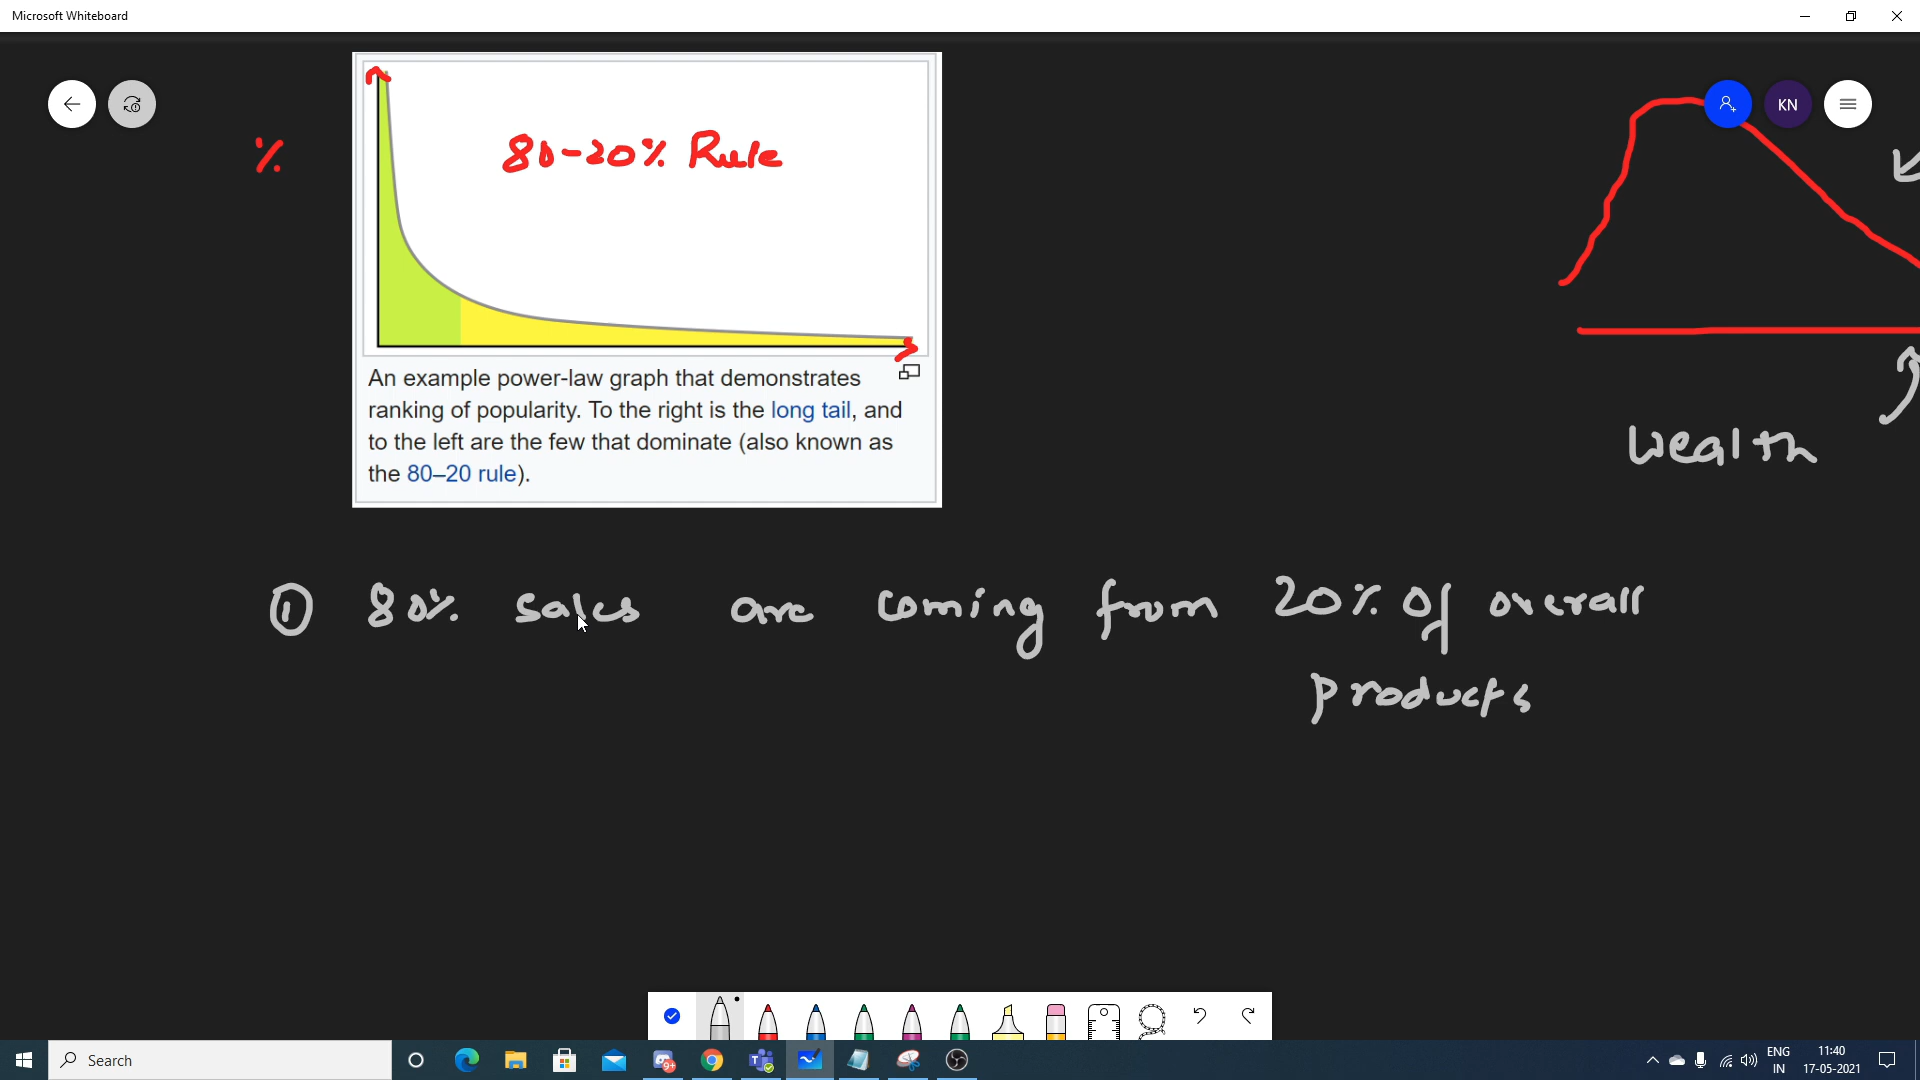 Microsoft Whiteboard
KN
%
80-20% Rule
An example power-law graph that demonstrates
ranking of popularity. To the right is the long tail, and
to the left are the few that dominate (also known as
the 80–20 rule).
Wealth
① 80% sales are coming from 20% of overall
products
Search
9+
ENG
IN
11:40
17-05-2021